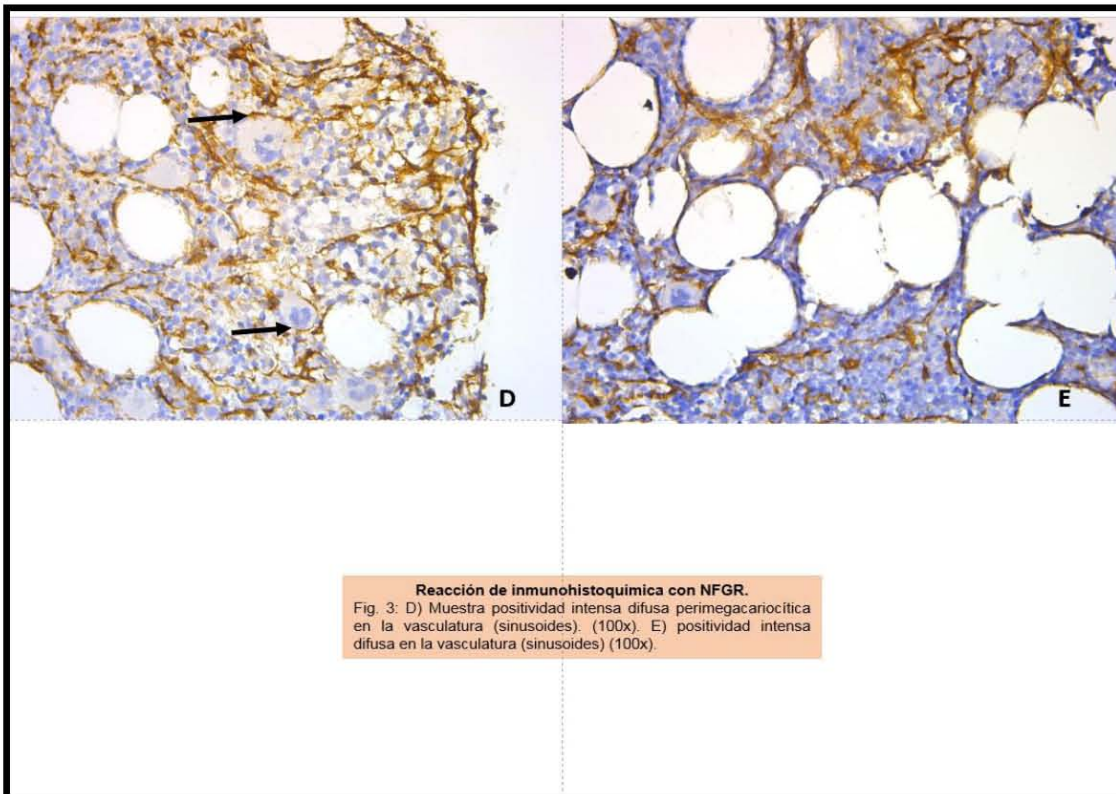 D
E
Reacción de inmunohistoquímica con NFGR.
Fig. 3: D) Muestra positividad intensa difusa perimegacariocítica
en la vasculatura (sinusoides). (100x). E) positividad intensa
difusa en la vasculatura (sinusoides) (100x).